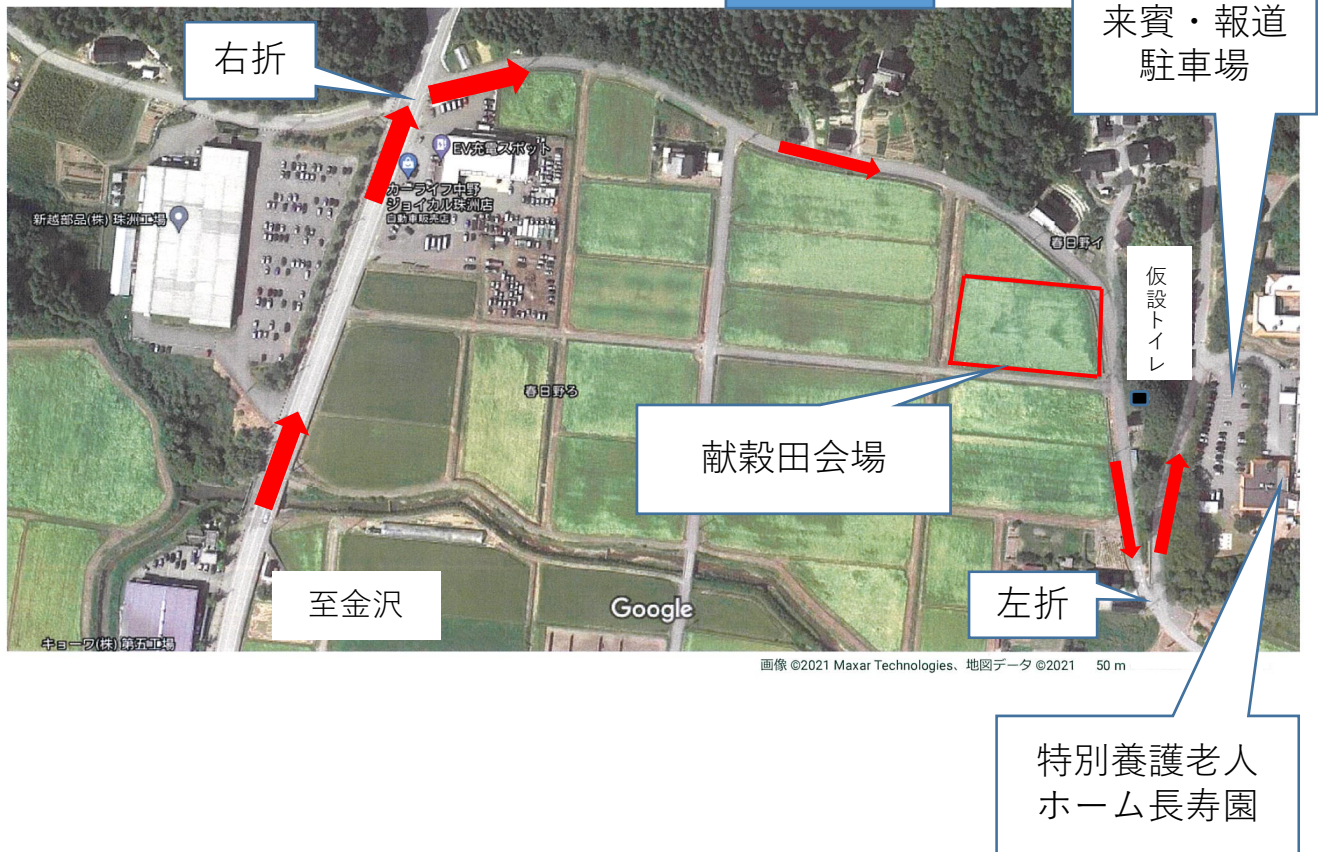 来賓・報道
駐車場
右折
EV充電スポット
カーライフ中野
ジョイカル珠洲店
自動車販売店
新越部品(株) 珠洲工場
春日野イ
仮設トイレ
春日野ろ
献穀田会場
至金沢
Google
左折
キョーワ(株) 第五工場
画像 ©2021 Maxar Technologies、地図データ ©2021 50 m
特別養護老人
ホーム長寿園